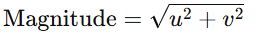 Magnitude = √u² + v²